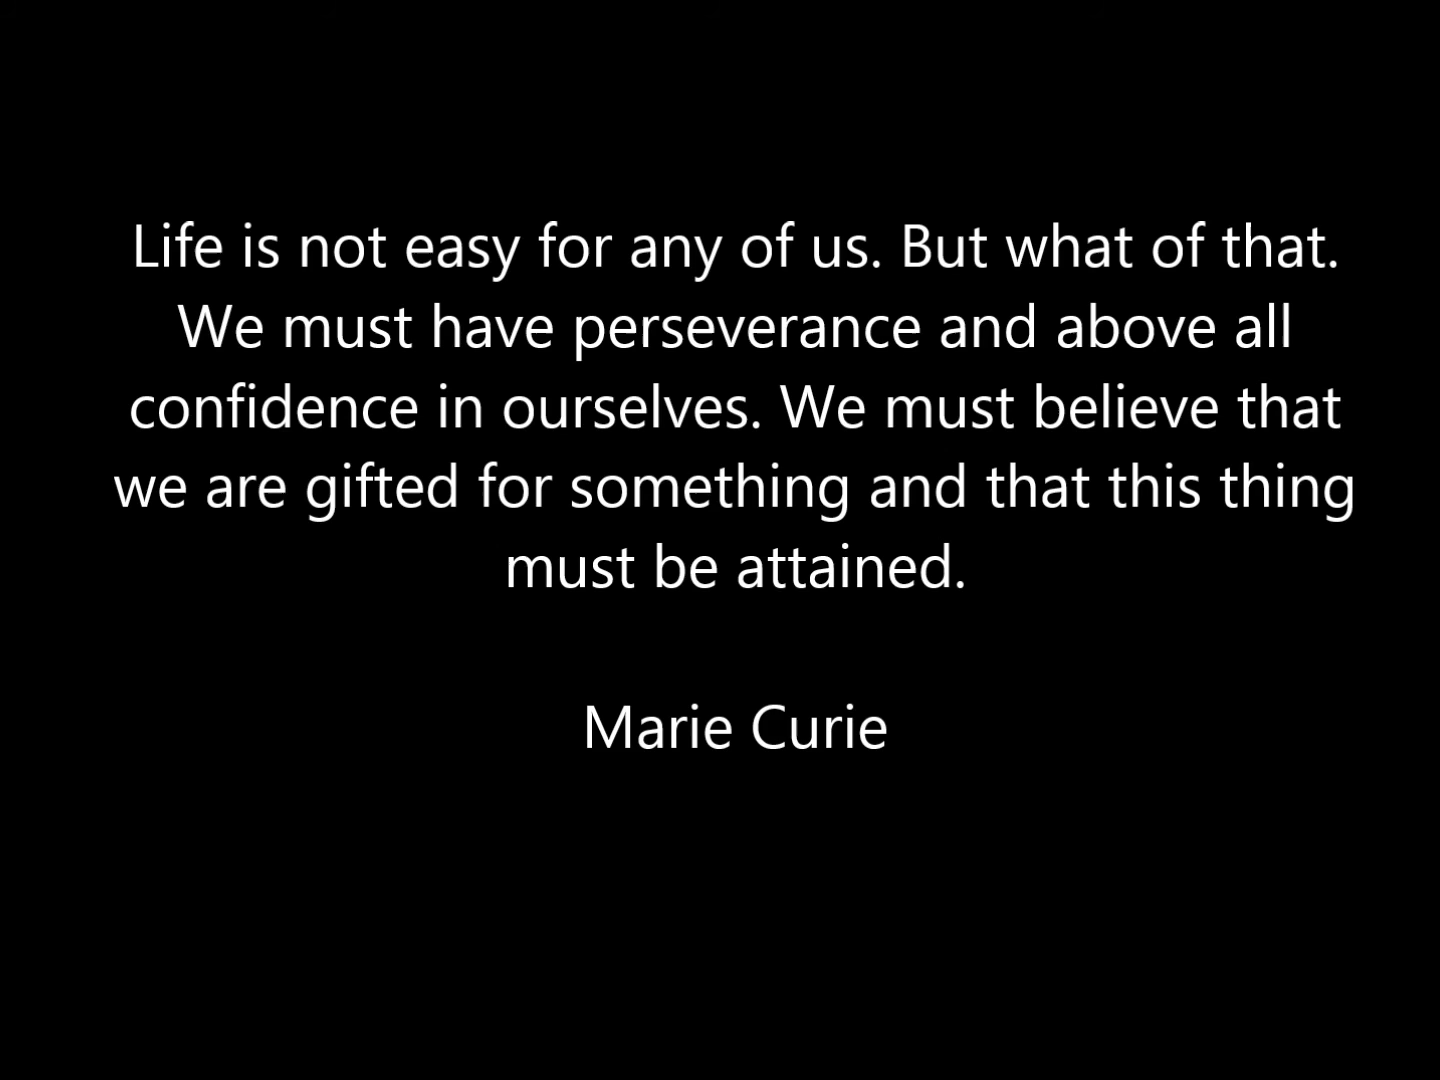 Life is not easy for any of us. But what of that.
We must have perseverance and above all
confidence in ourselves. We must believe that
we are gifted for something and that this thing
must be attained.
Marie Curie